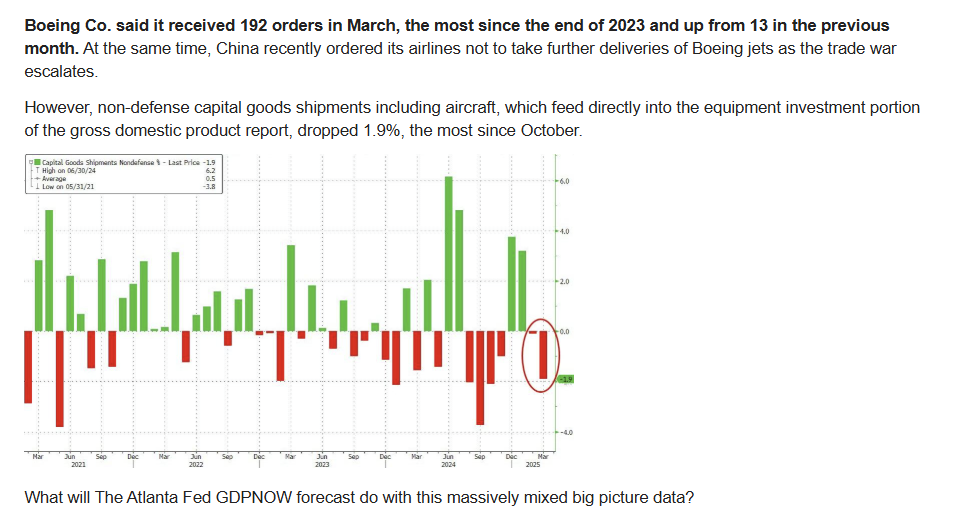 Boeing Co. said it received 192 orders in March, the most since the end of 2023 and up from 13 in the previous
month. At the same time, China recently ordered its airlines not to take further deliveries of Boeing jets as the trade war
escalates.
However, non-defense capital goods shipments including aircraft, which feed directly into the equipment investment portion
of the gross domestic product report, dropped 1.9%, the most since October.
Capital Goods Shipments Nondefense % - Last Price -1.9
High on 06/30/24 6.2
Average 0.5
Low on 05/31/21 -3.8
6.0
4.0
2.0
0.0
-1.9
-4.0
Mar Jun Sep Dec Mar Jun Sep Dec Mar Jun Sep Dec Mar Jun Sep Dec Mar
2021 2022 2023 2024 2025
What will The Atlanta Fed GDPNOW forecast do with this massively mixed big picture data?